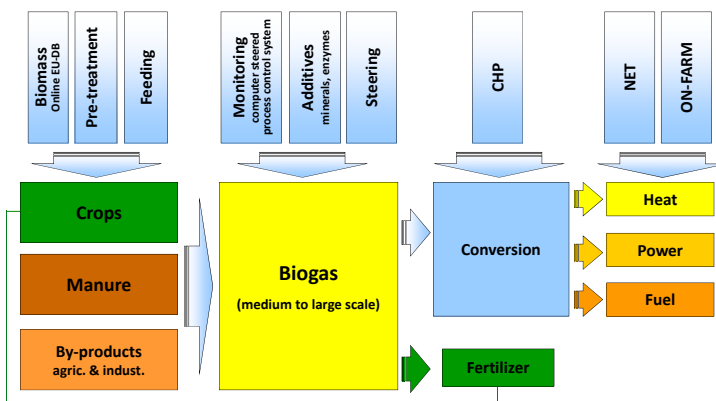 Biomass
Online EU-DB
Pre-treatment
Feeding
Monitoring
computer steered
process control system
Additives
minerals, enzymes
Steering
CHP
NET
ON-FARM
Crops
Manure
By-products
agric. & indust.
Biogas
(medium to large scale)
Conversion
Heat
Power
Fuel
Fertilizer